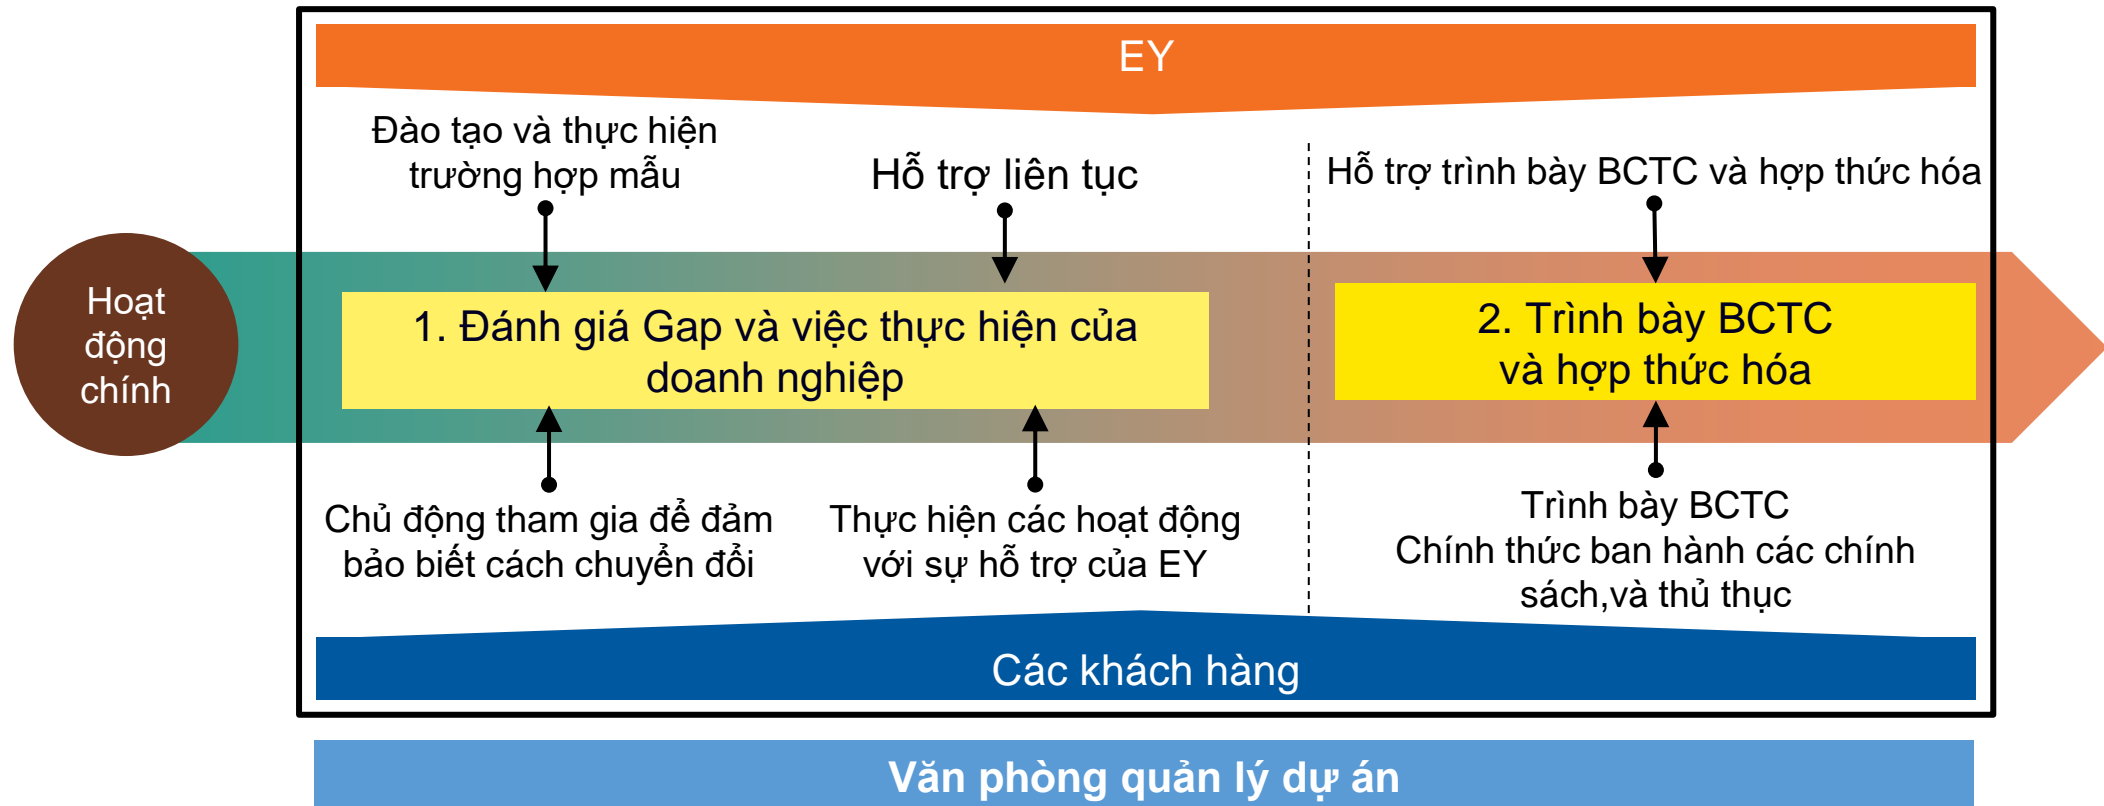 EY
Đào tạo và thực hiện
trường hợp mẫu
Hỗ trợ liên tục
Hỗ trợ trình bày BCTC và hợp thức hóa
Hoạt
động
chính
1. Đánh giá Gap và việc thực hiện của
doanh nghiệp
2. Trình bày BCTC
và hợp thức hóa
Chủ động tham gia để đảm
bảo biết cách chuyển đổi
Thực hiện các hoạt động
với sự hỗ trợ của EY
Trình bày BCTC
Chính thức ban hành các chính
sách,và thủ thục
Các khách hàng
Văn phòng quản lý dự án